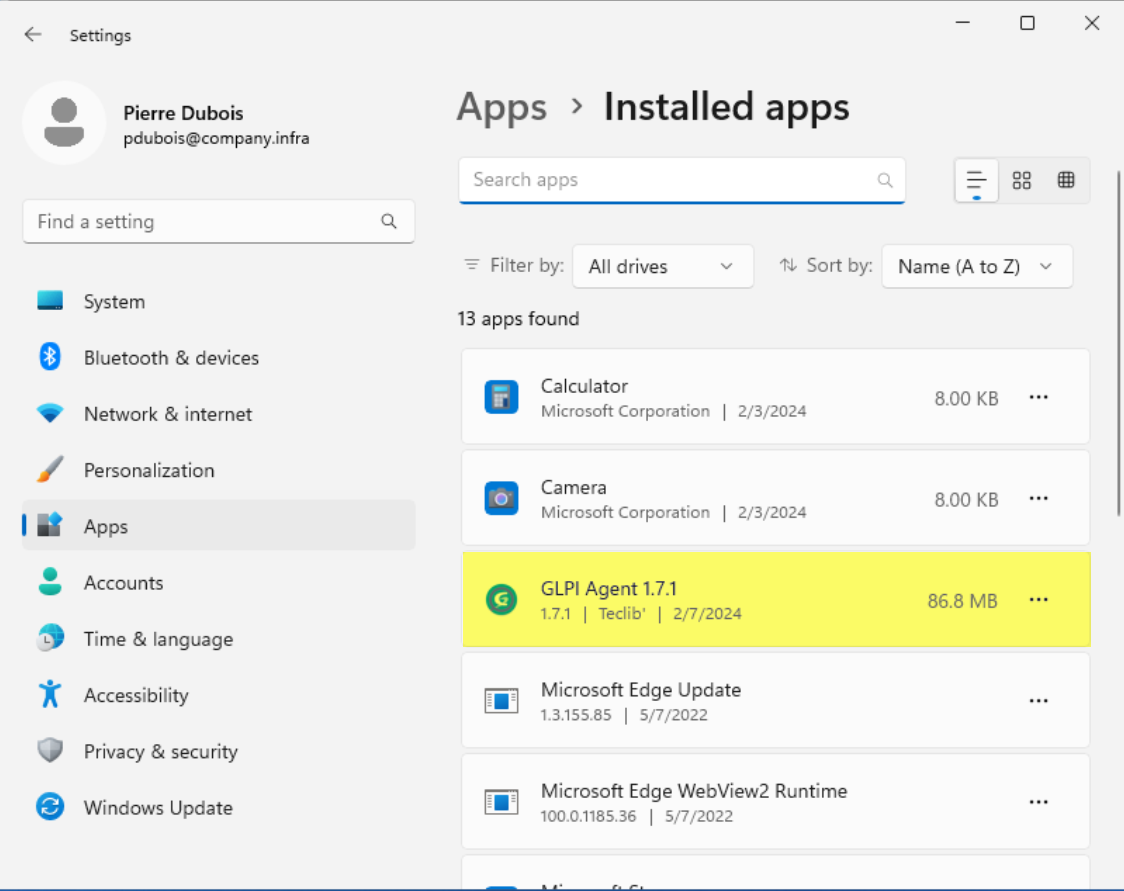 Settings
Pierre Dubois
pdubois@company.infra
Find a setting
System
Bluetooth & devices
Network & internet
Personalization
Apps
Accounts
Time & language
Accessibility
Privacy & security
Windows Update
Apps > Installed apps
Search apps
Filter by: All drives Sort by: Name (A to Z)
13 apps found
Calculator
Microsoft Corporation | 2/3/2024
8.00 KB
Camera
Microsoft Corporation | 2/3/2024
8.00 KB
GLPI Agent 1.7.1
1.7.1 | Teclib' | 2/7/2024
86.8 MB
Microsoft Edge Update
1.3.155.85 | 5/7/2022
Microsoft Edge WebView2 Runtime
100.0.1185.36 | 5/7/2022